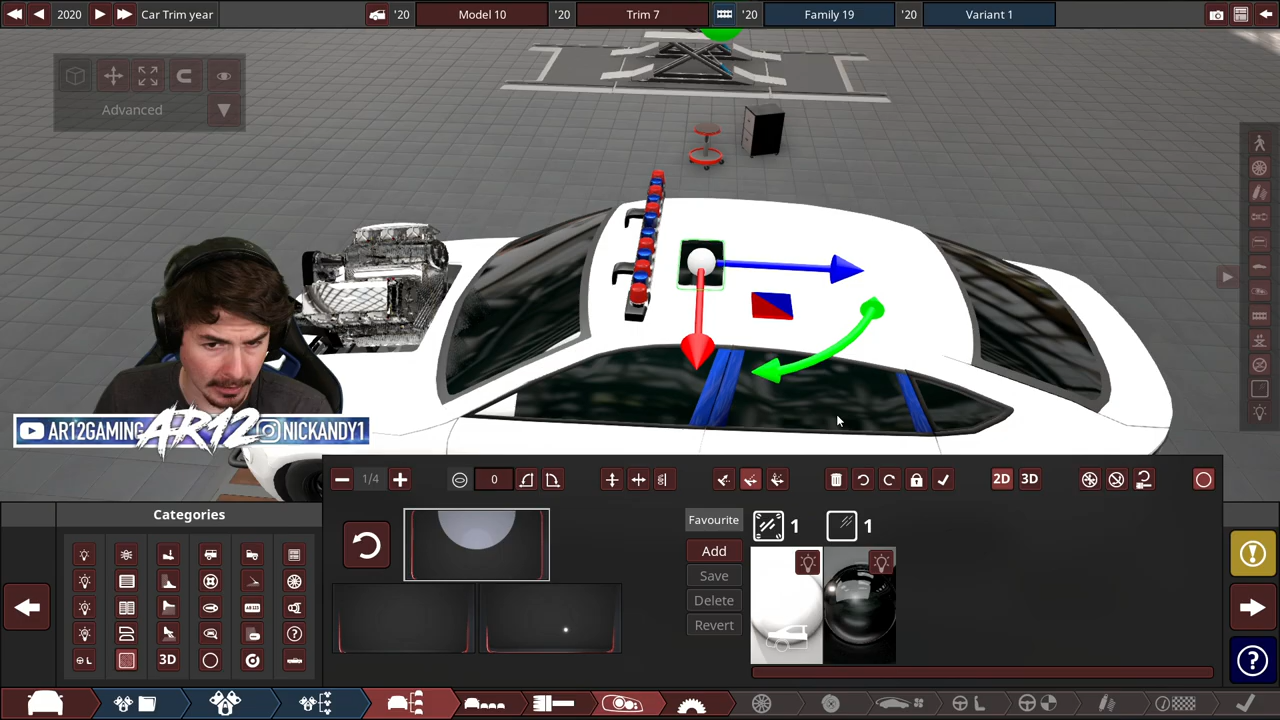 2020 Car Trim year '20 Model 10 '20 Trim 7 '20 Family 19 '20 Variant 1
Advanced
AR12GAMING AR12 NICKANDY1
1/4 0 2D 3D
Categories
Favourite 1 1
Add
Save
Delete
Revert
AR12
L 3D